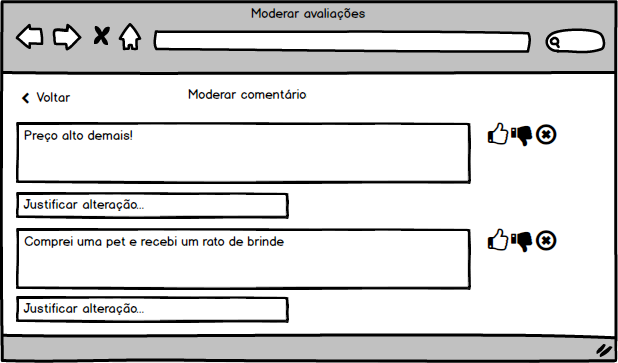 Moderar avaliações
Voltar
Moderar comentário
Preço alto demais!
Justificar alteração...
Comprei uma pet e recebi um rato de brinde
Justificar alteração...